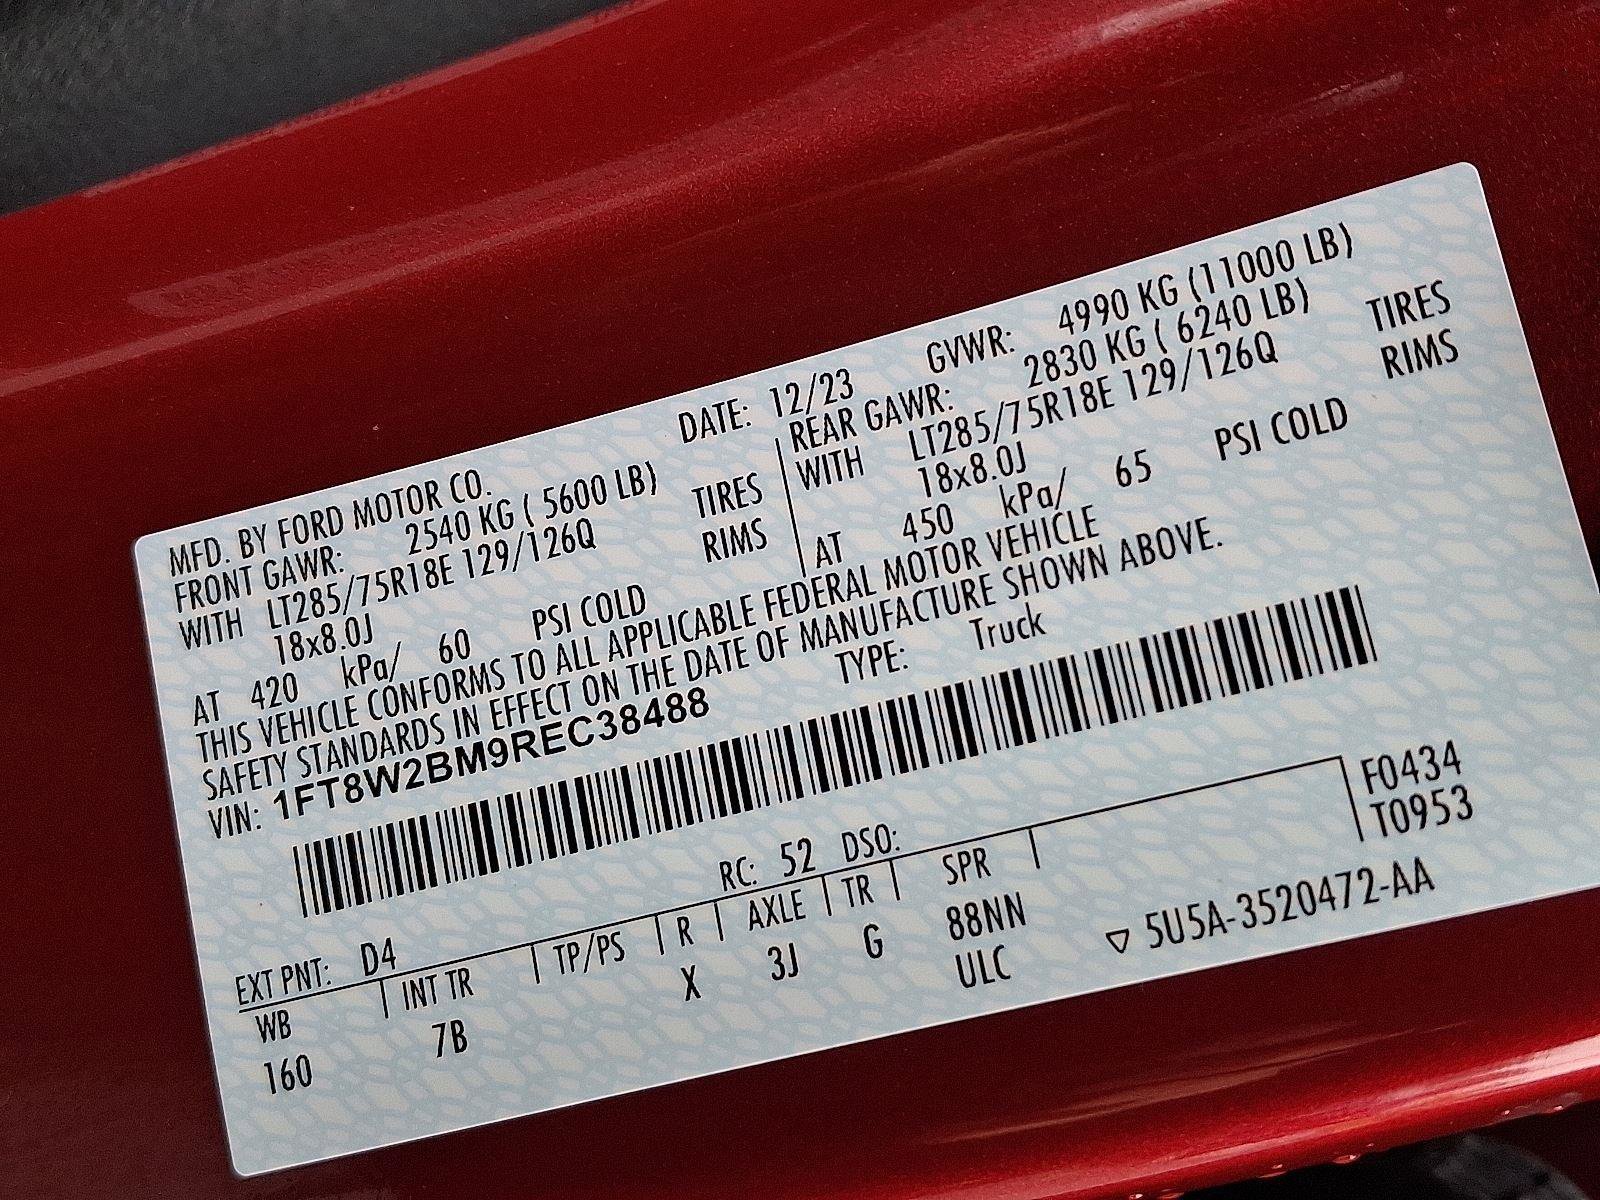 MFD. BY FORD MOTOR CO. DATE: 12/23 GVWR: 4990 KG (11000 LB)
FRONT GAWR: 2540 KG ( 5600 LB) REAR GAWR: 2830 KG ( 6240 LB)
WITH LT285/75R18E 129/126Q TIRES WITH LT285/75R18E 129/126Q TIRES
18x8.0J RIMS 18x8.0J RIMS
AT 420 kPa/ 60 PSI COLD AT 450 kPa/ 65 PSI COLD
THIS VEHICLE CONFORMS TO ALL APPLICABLE FEDERAL MOTOR VEHICLE
SAFETY STANDARDS IN EFFECT ON THE DATE OF MANUFACTURE SHOWN ABOVE.
VIN: 1FT8W2BM9REC38488 TYPE: Truck
F0434
T0953
EXT PNT: D4 RC: 52 DSO:
WB INT TR TP/PS R AXLE TR SPR
160 7B X 3J G 88NN
ULC
▽ 5U5A-3520472-AA